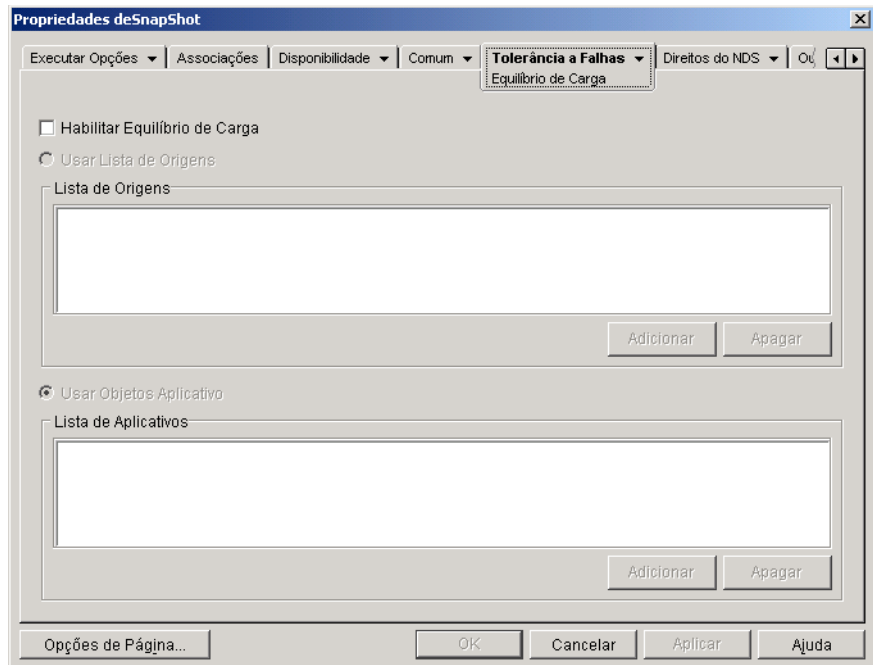 Propriedades deSnapShot
Executar Opções Associações Disponibilidade Comum Tolerância a Falhas Direitos do NDS
Equilíbrio de Carga
Habilitar Equilíbrio de Carga
Usar Lista de Origens
Lista de Origens
Adicionar Apagar
Usar Objetos Aplicativo
Lista de Aplicativos
Adicionar Apagar
Opções de Página... OK Cancelar Aplicar Ajuda